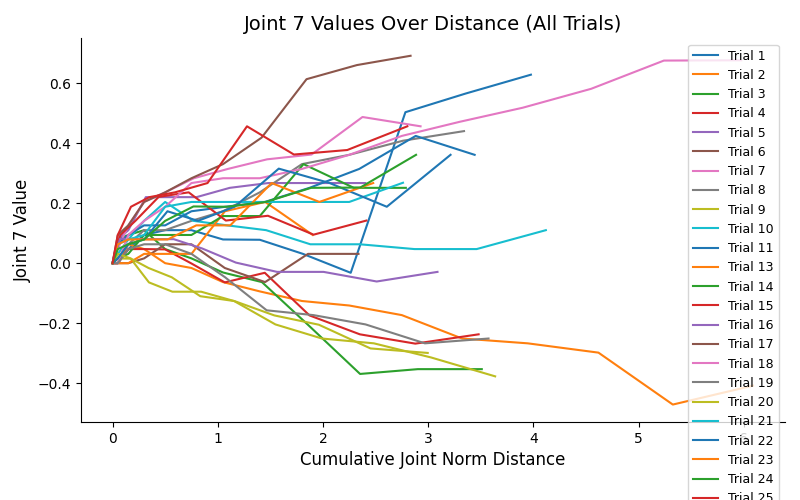 Joint 7 Values Over Distance (All Trials)
Joint 7 Value
0.6
0.4
0.2
0.0
−0.2
−0.4
0
1
2
3
4
5
Cumulative Joint Norm Distance
Trial 1
Trial 2
Trial 3
Trial 4
Trial 5
Trial 6
Trial 7
Trial 8
Trial 9
Trial 10
Trial 11
Trial 13
Trial 14
Trial 15
Trial 16
Trial 17
Trial 18
Trial 19
Trial 20
Trial 21
Trial 22
Trial 23
Trial 24
Trial 25